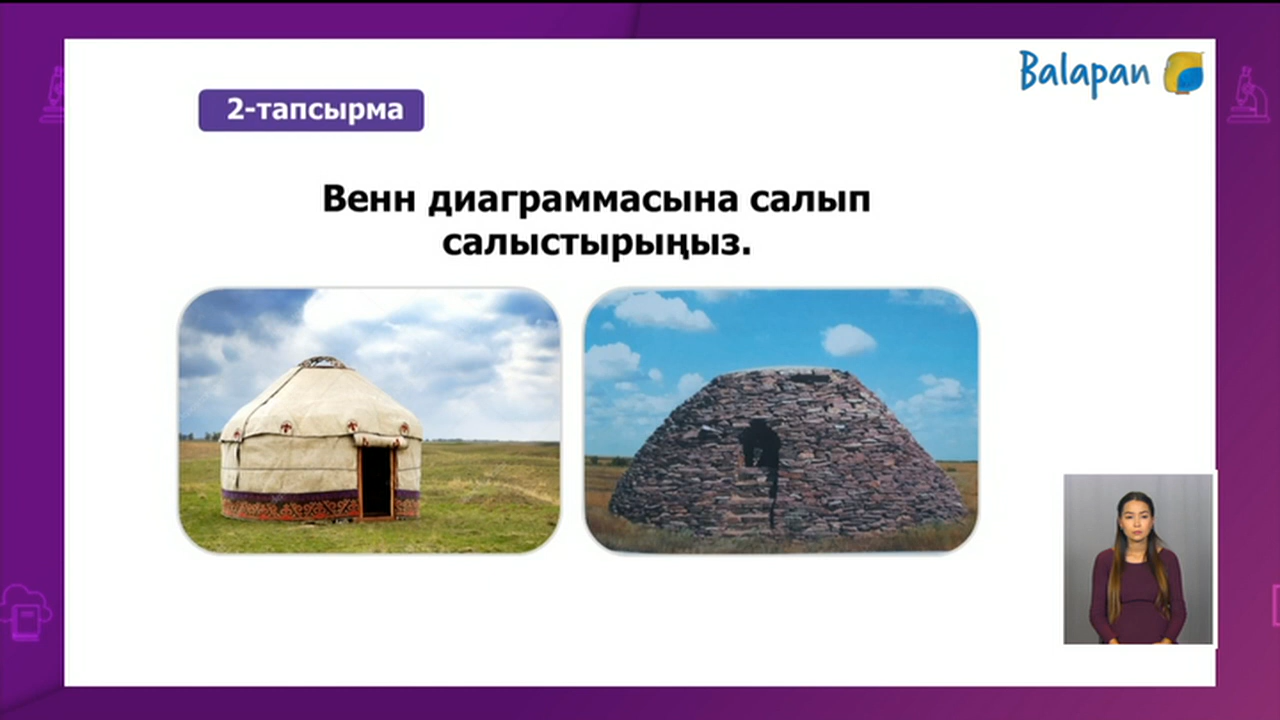 Balapan
2-тапсырма
Венн диаграммасына салып
салыстырыңыз.